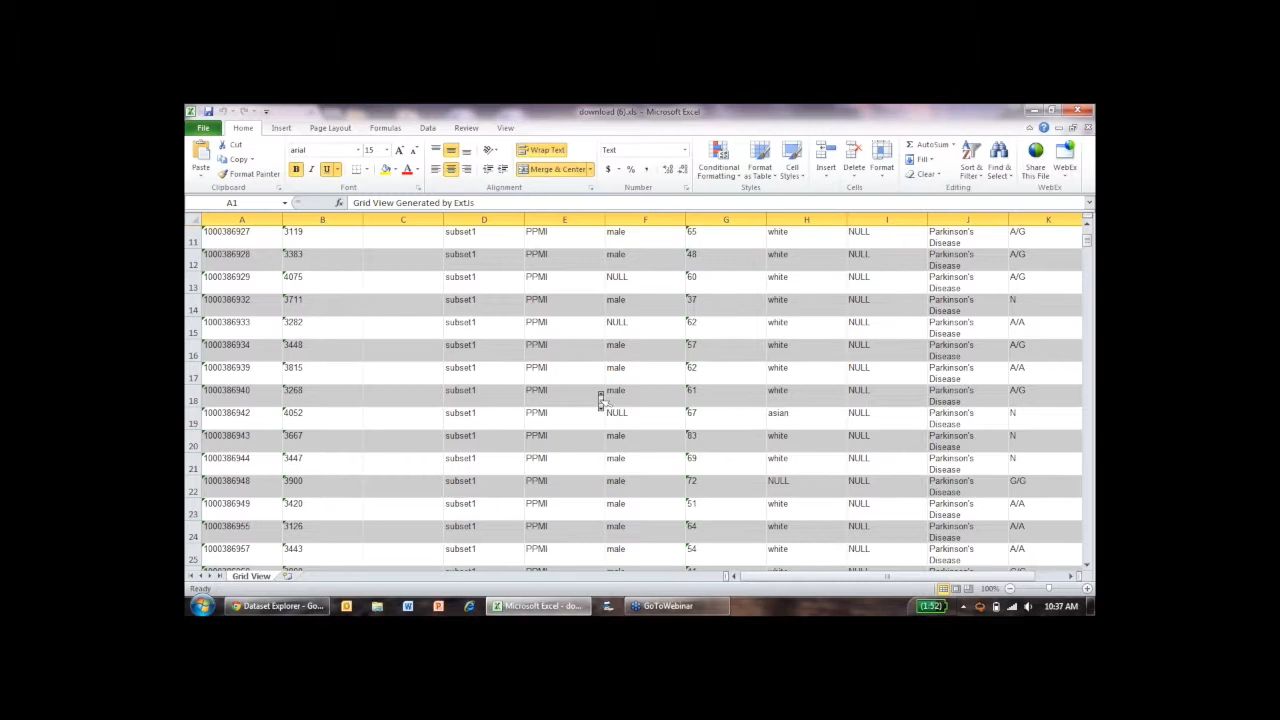 download (6).xls - Microsoft Excel
File Home Insert Page Layout Formulas Data Review View
Paste Cut Copy Format Painter Clipboard
arial 15 B I U Font
Wrap Text Merge & Center Alignment
Text $ % , Number
Conditional Formatting Format as Table Cell Styles Styles
Insert Delete Format Cells
AutoSum Fill Clear Sort & Filter Find & Select Editing
Share This File WebEx WebEx
A1 fx Grid View Generated by ExtJs
A B C D E F G H I J K
11 1000386927 3119 subset1 PPMI male 65 white NULL Parkinson's Disease A/G
12 1000386928 3383 subset1 PPMI male 48 white NULL Parkinson's Disease A/G
13 1000386929 4075 subset1 PPMI NULL 60 white NULL Parkinson's Disease A/G
14 1000386932 3711 subset1 PPMI male 37 white NULL Parkinson's Disease N
15 1000386933 3282 subset1 PPMI NULL 62 white NULL Parkinson's Disease A/A
16 1000386934 3448 subset1 PPMI male 57 white NULL Parkinson's Disease A/G
17 1000386939 3815 subset1 PPMI male 62 white NULL Parkinson's Disease A/A
18 1000386940 3268 subset1 PPMI male 61 white NULL Parkinson's Disease A/G
19 1000386942 4052 subset1 PPMI NULL 67 asian NULL Parkinson's Disease N
20 1000386943 3667 subset1 PPMI male 83 white NULL Parkinson's Disease N
21 1000386944 3447 subset1 PPMI male 69 white NULL Parkinson's Disease N
22 1000386948 3900 subset1 PPMI male 72 NULL NULL Parkinson's Disease G/G
23 1000386949 3420 subset1 PPMI male 51 white NULL Parkinson's Disease A/A
24 1000386955 3126 subset1 PPMI male 64 white NULL Parkinson's Disease A/A
25 1000386957 3443 subset1 PPMI male 54 white NULL Parkinson's Disease A/A
Grid View
Ready 100%
Dataset Explorer - Go... Microsoft Excel - do... GoToWebinar (1:52) 10:37 AM